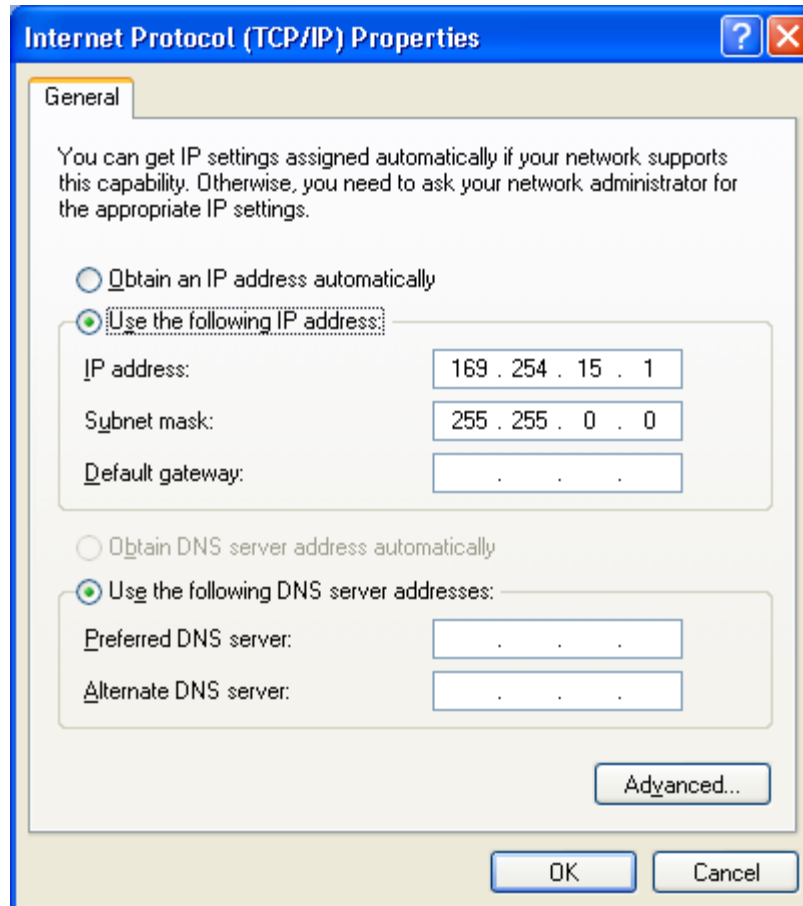 Internet Protocol (TCP/IP) Properties
General
You can get IP settings assigned automatically if your network supports
this capability. Otherwise, you need to ask your network administrator for
the appropriate IP settings.
Obtain an IP address automatically
Use the following IP address:
IP address: 169 . 254 . 15 . 1
Subnet mask: 255 . 255 . 0 . 0
Default gateway: . . .
Obtain DNS server address automatically
Use the following DNS server addresses:
Preferred DNS server: . . .
Alternate DNS server: . . .
Advanced...
OK Cancel